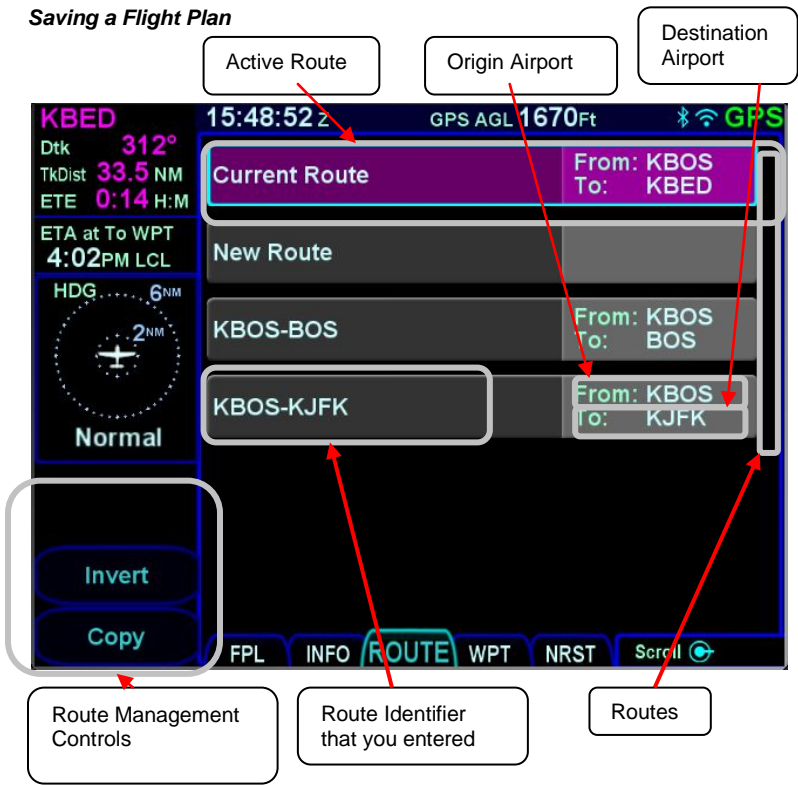 Saving a Flight Plan
Active Route
Origin Airport
Destination
Airport
KBED
15:48:52 Z
GPS AGL 1670Ft
GPS
Dtk 312°
TkDist 33.5 NM
ETE 0:14 H:M
ETA at To WPT
4:02PM LCL
HDG
6NM
2NM
Normal
Current Route
From: KBOS
To: KBED
New Route
KBOS-BOS
From: KBOS
To: BOS
KBOS-KJFK
From: KBOS
To: KJFK
Invert
Copy
FPL INFO ROUTE WPT NRST Scroll
Route Management
Controls
Route Identifier
that you entered
Routes